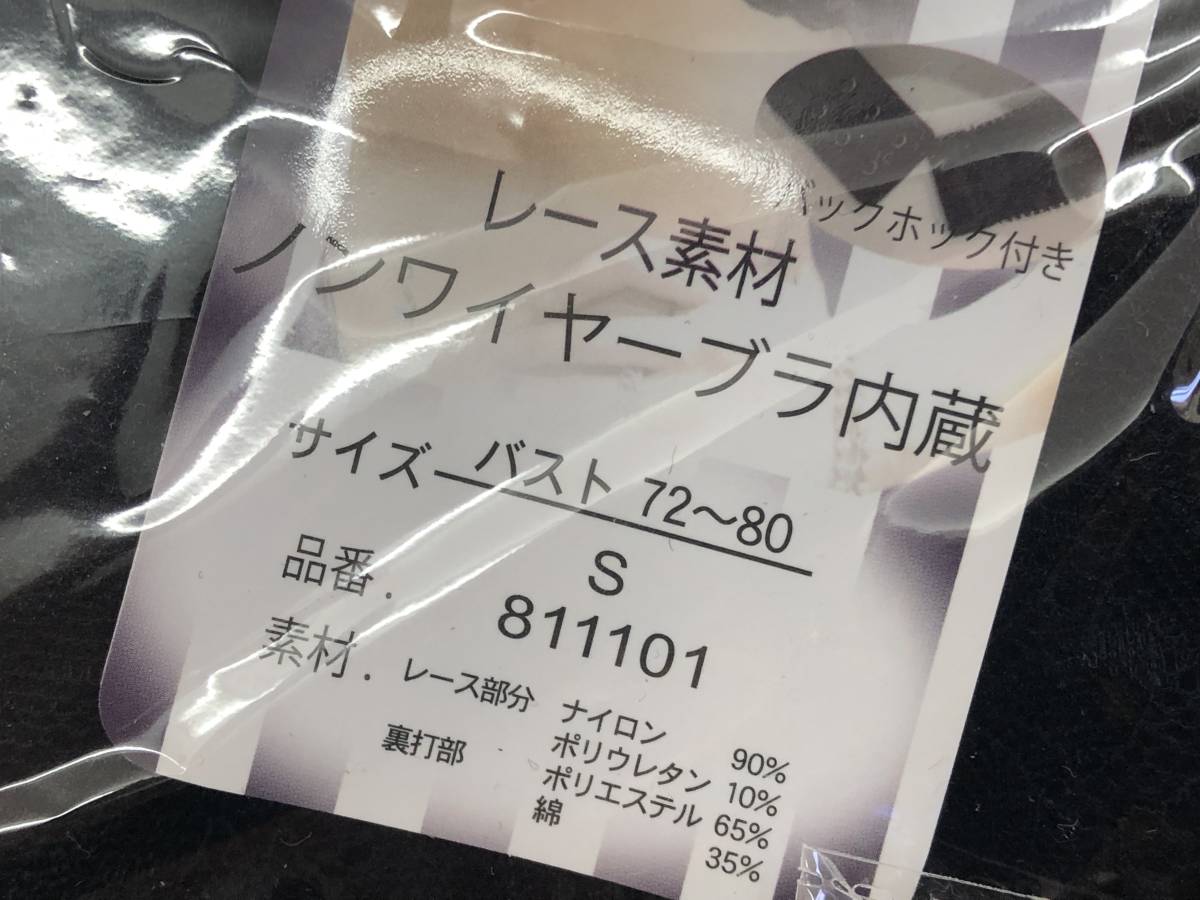 バックホック付き
レース素材
ノンワイヤーブラ内蔵
サイズ バスト 72～80
S
品番. 811101
素材. レース部分 ナイロン 90%
ポリウレタン 10%
裏打部 ポリエステル 65%
綿 35%